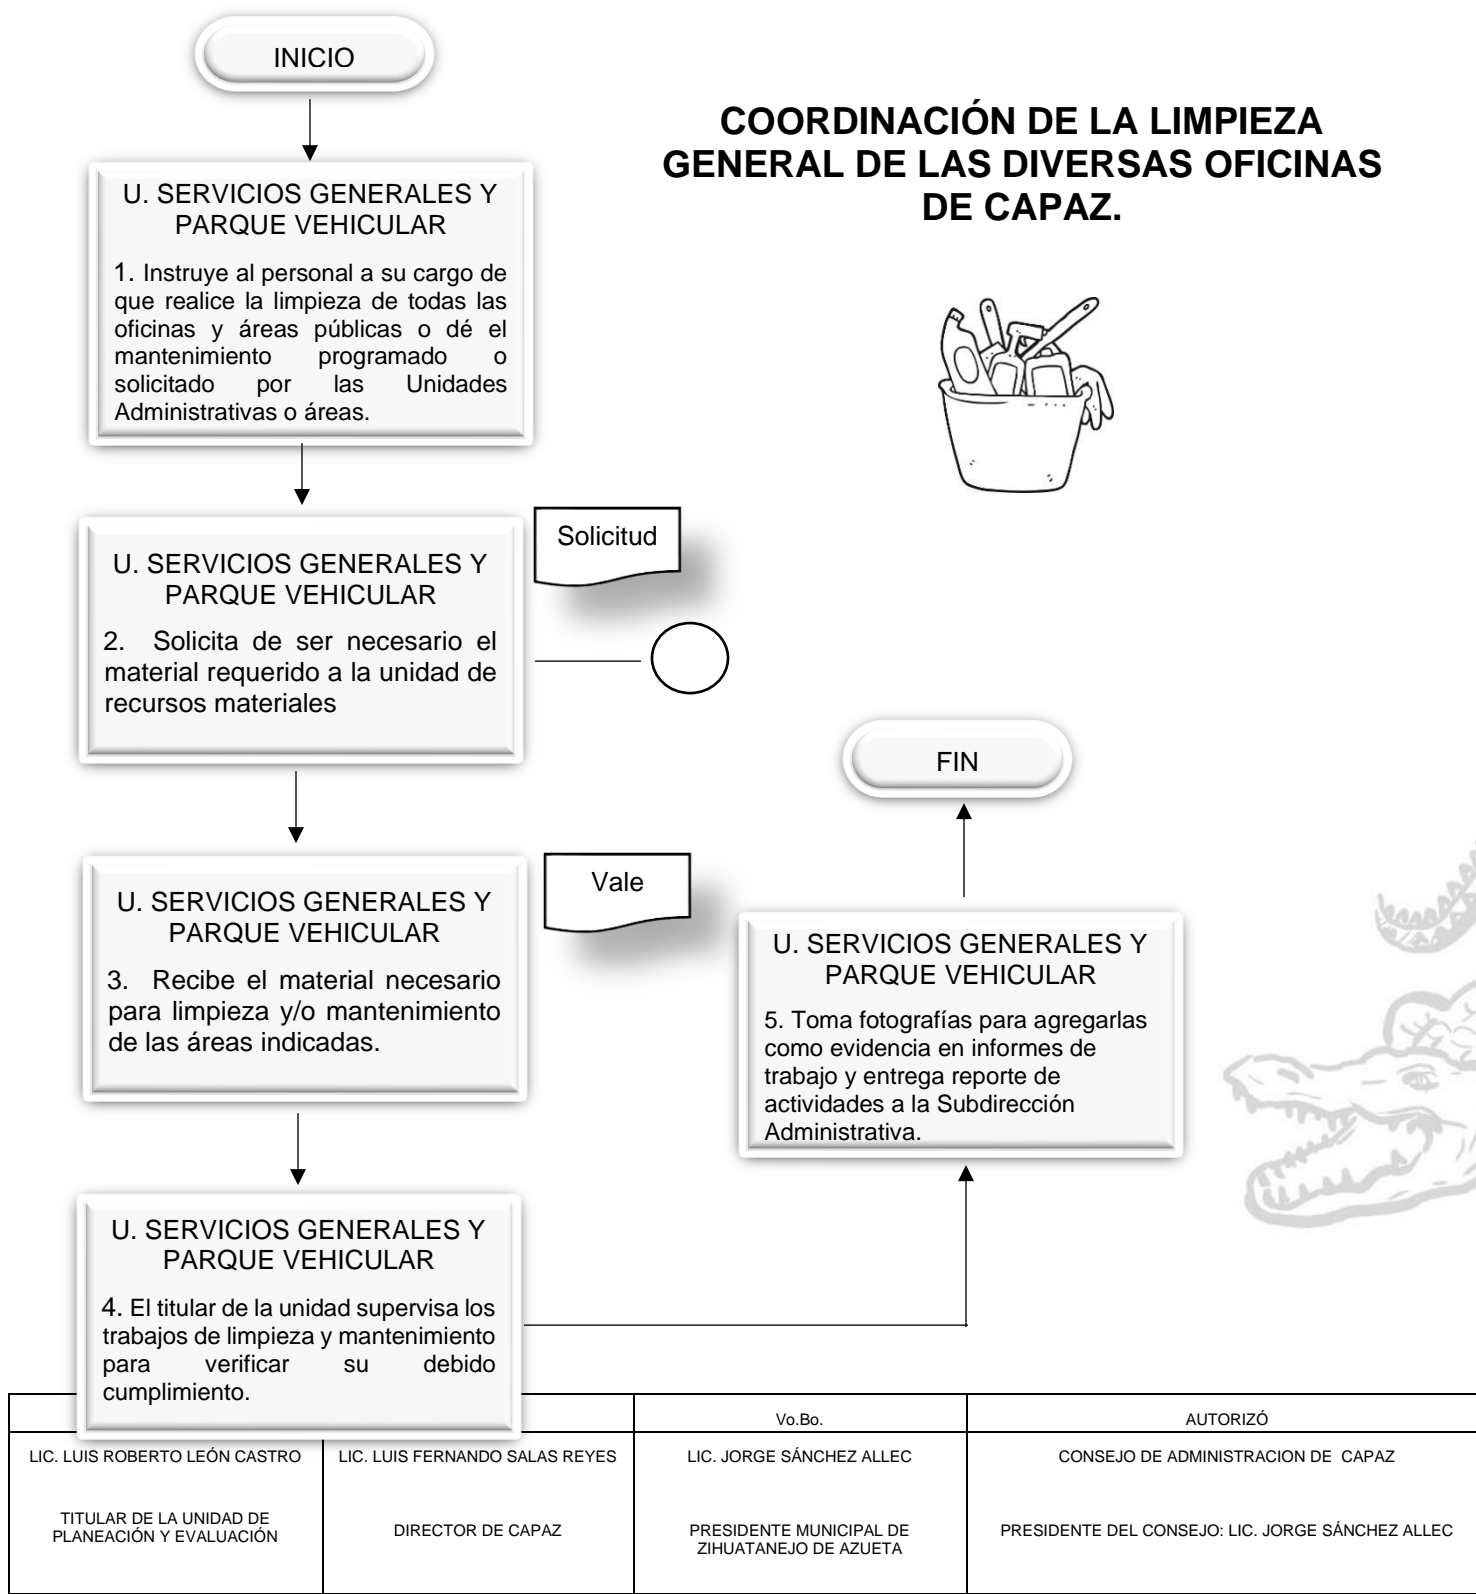 INICIO
COORDINACIÓN DE LA LIMPIEZA
GENERAL DE LAS DIVERSAS OFICINAS
DE CAPAZ.
U. SERVICIOS GENERALES Y
PARQUE VEHICULAR
1. Instruye al personal a su cargo de
que realice la limpieza de todas las
oficinas y áreas públicas o dé el
mantenimiento programado o
solicitado por las Unidades
Administrativas o áreas.
Solicitud
U. SERVICIOS GENERALES Y
PARQUE VEHICULAR
2. Solicita de ser necesario el
material requerido a la unidad de
recursos materiales
Vale
U. SERVICIOS GENERALES Y
PARQUE VEHICULAR
3. Recibe el material necesario
para limpieza y/o mantenimiento
de las áreas indicadas.
U. SERVICIOS GENERALES Y
PARQUE VEHICULAR
4. El titular de la unidad supervisa los
trabajos de limpieza y mantenimiento
para verificar su debido
cumplimiento.
U. SERVICIOS GENERALES Y
PARQUE VEHICULAR
5. Toma fotografías para agregarlas
como evidencia en informes de
trabajo y entrega reporte de
actividades a la Subdirección
Administrativa.
FIN
Vo.Bo.
AUTORIZÓ
LIC. LUIS ROBERTO LEÓN CASTRO
TITULAR DE LA UNIDAD DE
PLANEACIÓN Y EVALUACIÓN
LIC. LUIS FERNANDO SALAS REYES
DIRECTOR DE CAPAZ
LIC. JORGE SÁNCHEZ ALLEC
PRESIDENTE MUNICIPAL DE
ZIHUATANEJO DE AZUETA
CONSEJO DE ADMINISTRACION DE CAPAZ
PRESIDENTE DEL CONSEJO: LIC. JORGE SÁNCHEZ ALLEC